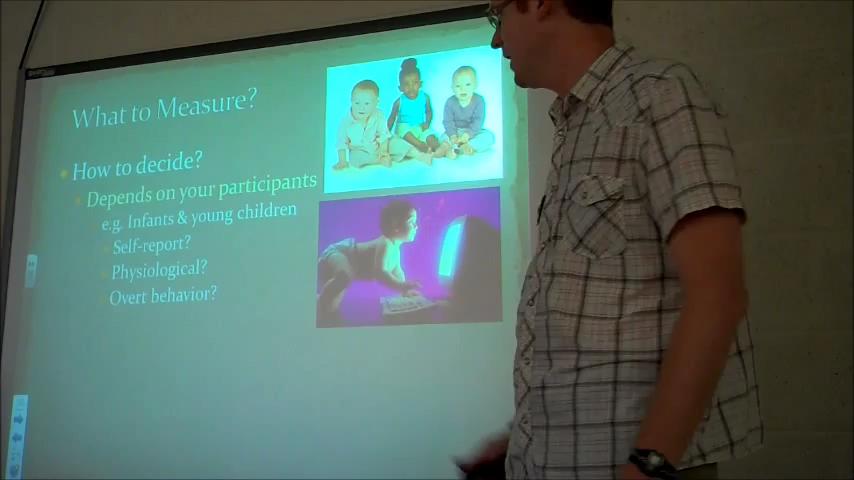 What to Measure?
How to decide?
Depends on your participants
e.g. Infants & young children
Self-report?
Physiological?
Overt behavior?